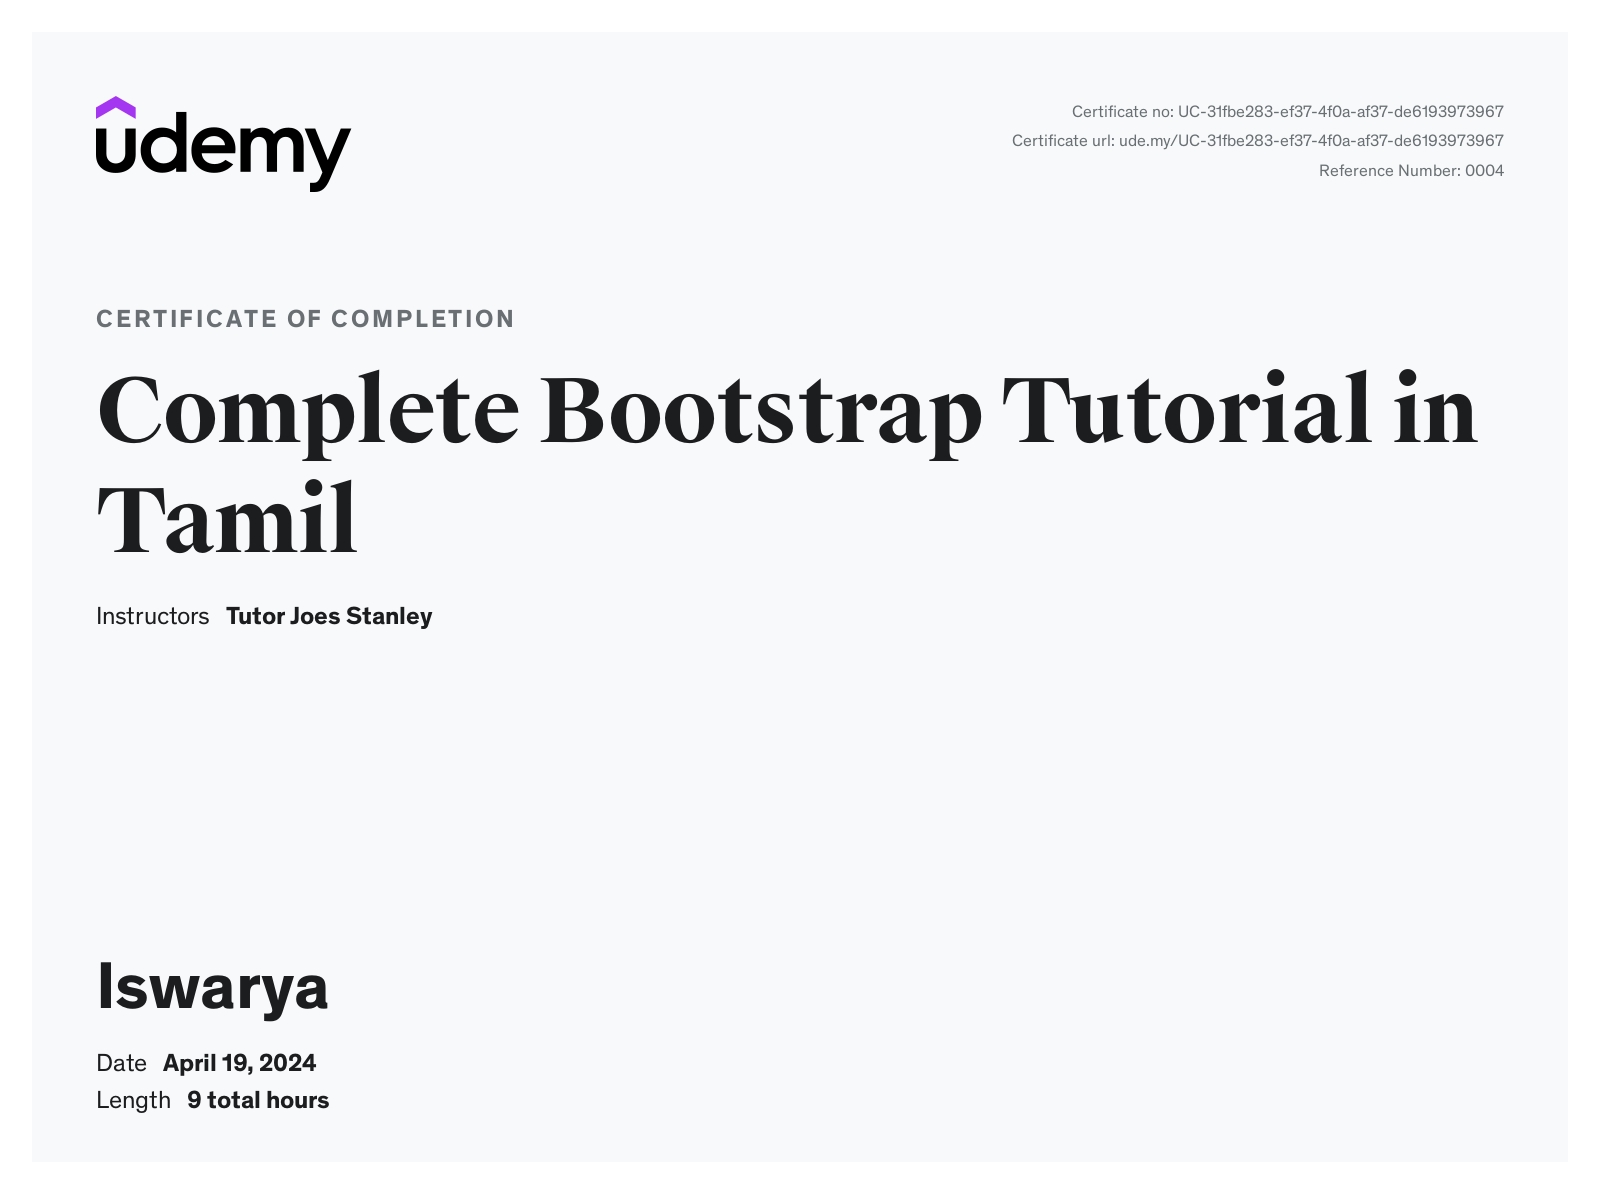 udemy
Certificate no: UC-31fbe283-ef37-4f0a-af37-de6193973967
Certificate url: ude.my/UC-31fbe283-ef37-4f0a-af37-de6193973967
Reference Number: 0004
CERTIFICATE OF COMPLETION
Complete Bootstrap Tutorial in
Tamil
Instructors Tutor Joes Stanley
Iswarya
Date April 19, 2024
Length 9 total hours